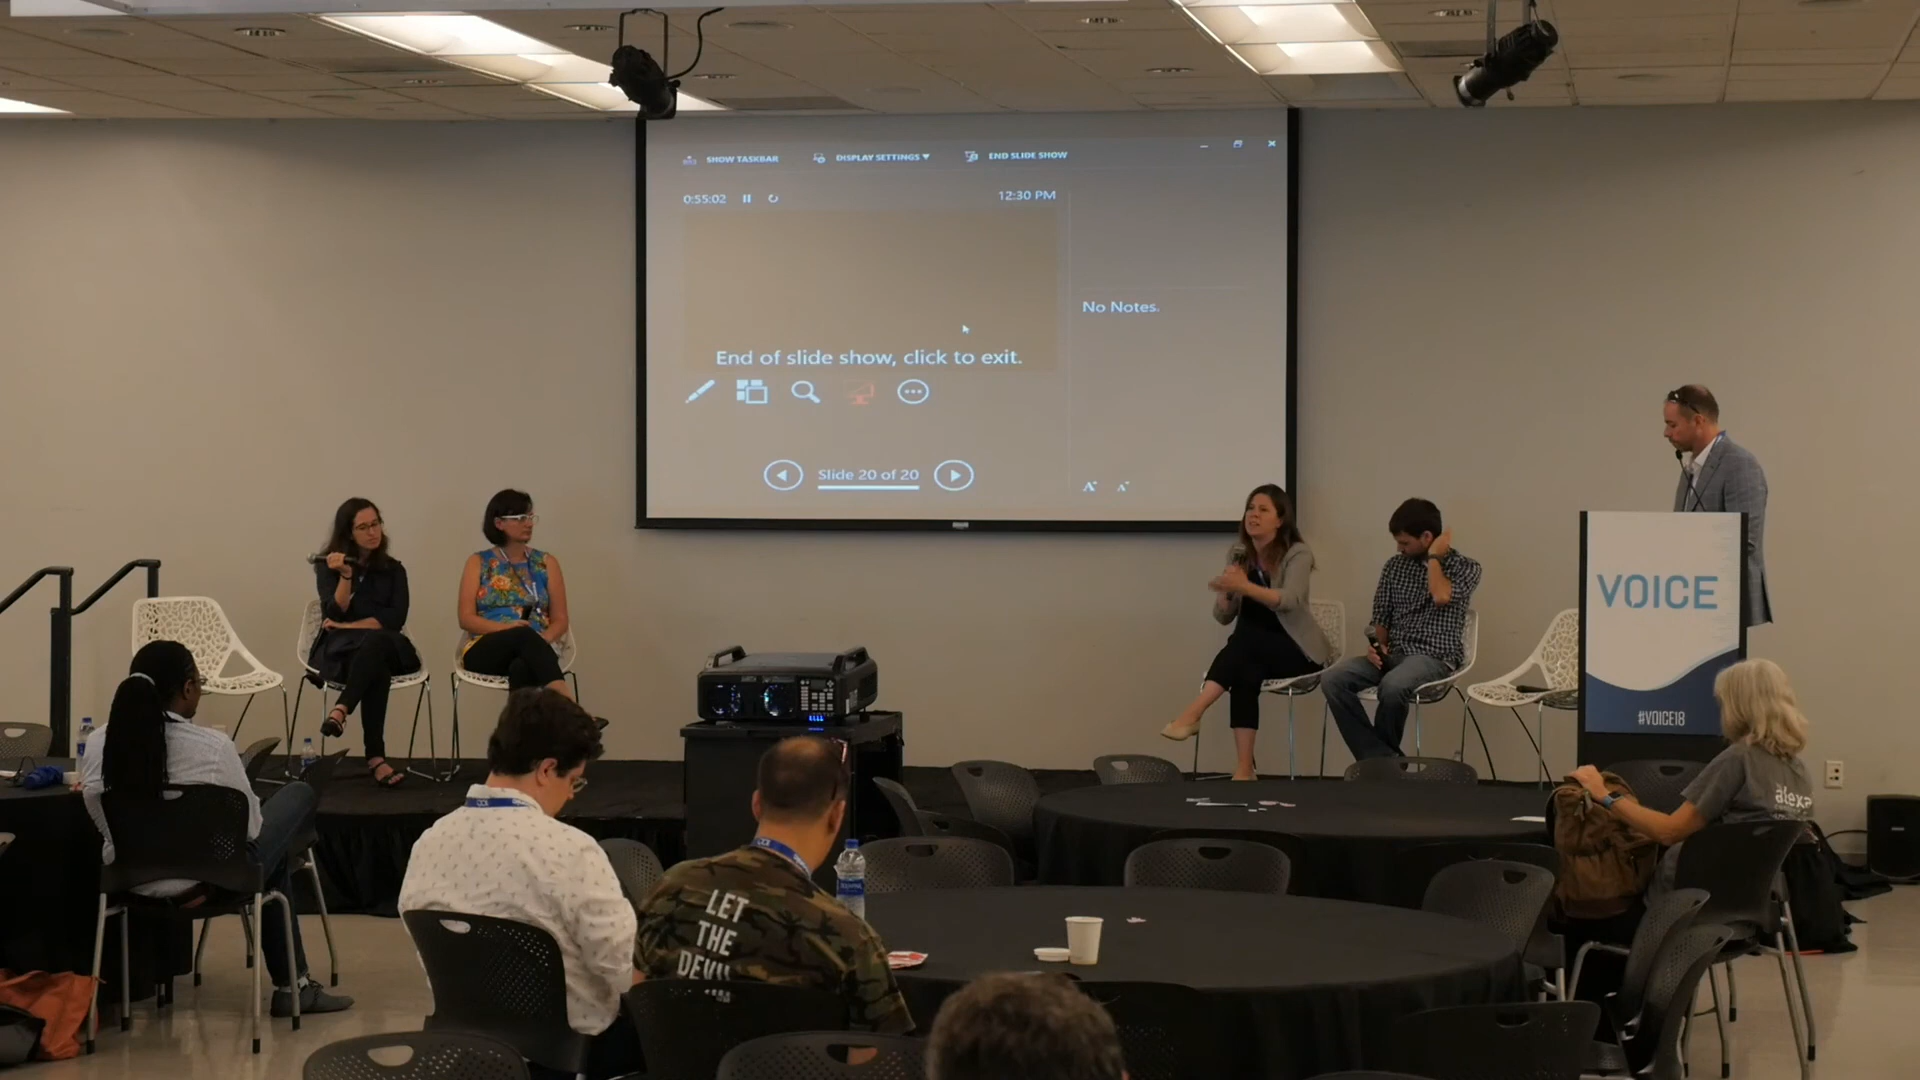 SHOW TASKBAR
DISPLAY SETTINGS ▼
END SLIDE SHOW
0:55:02
12:30 PM
No Notes.
End of slide show, click to exit.
Slide 20 of 20
A A
VOICE
#VOICE18
alexa
LET
THE
DEVIL